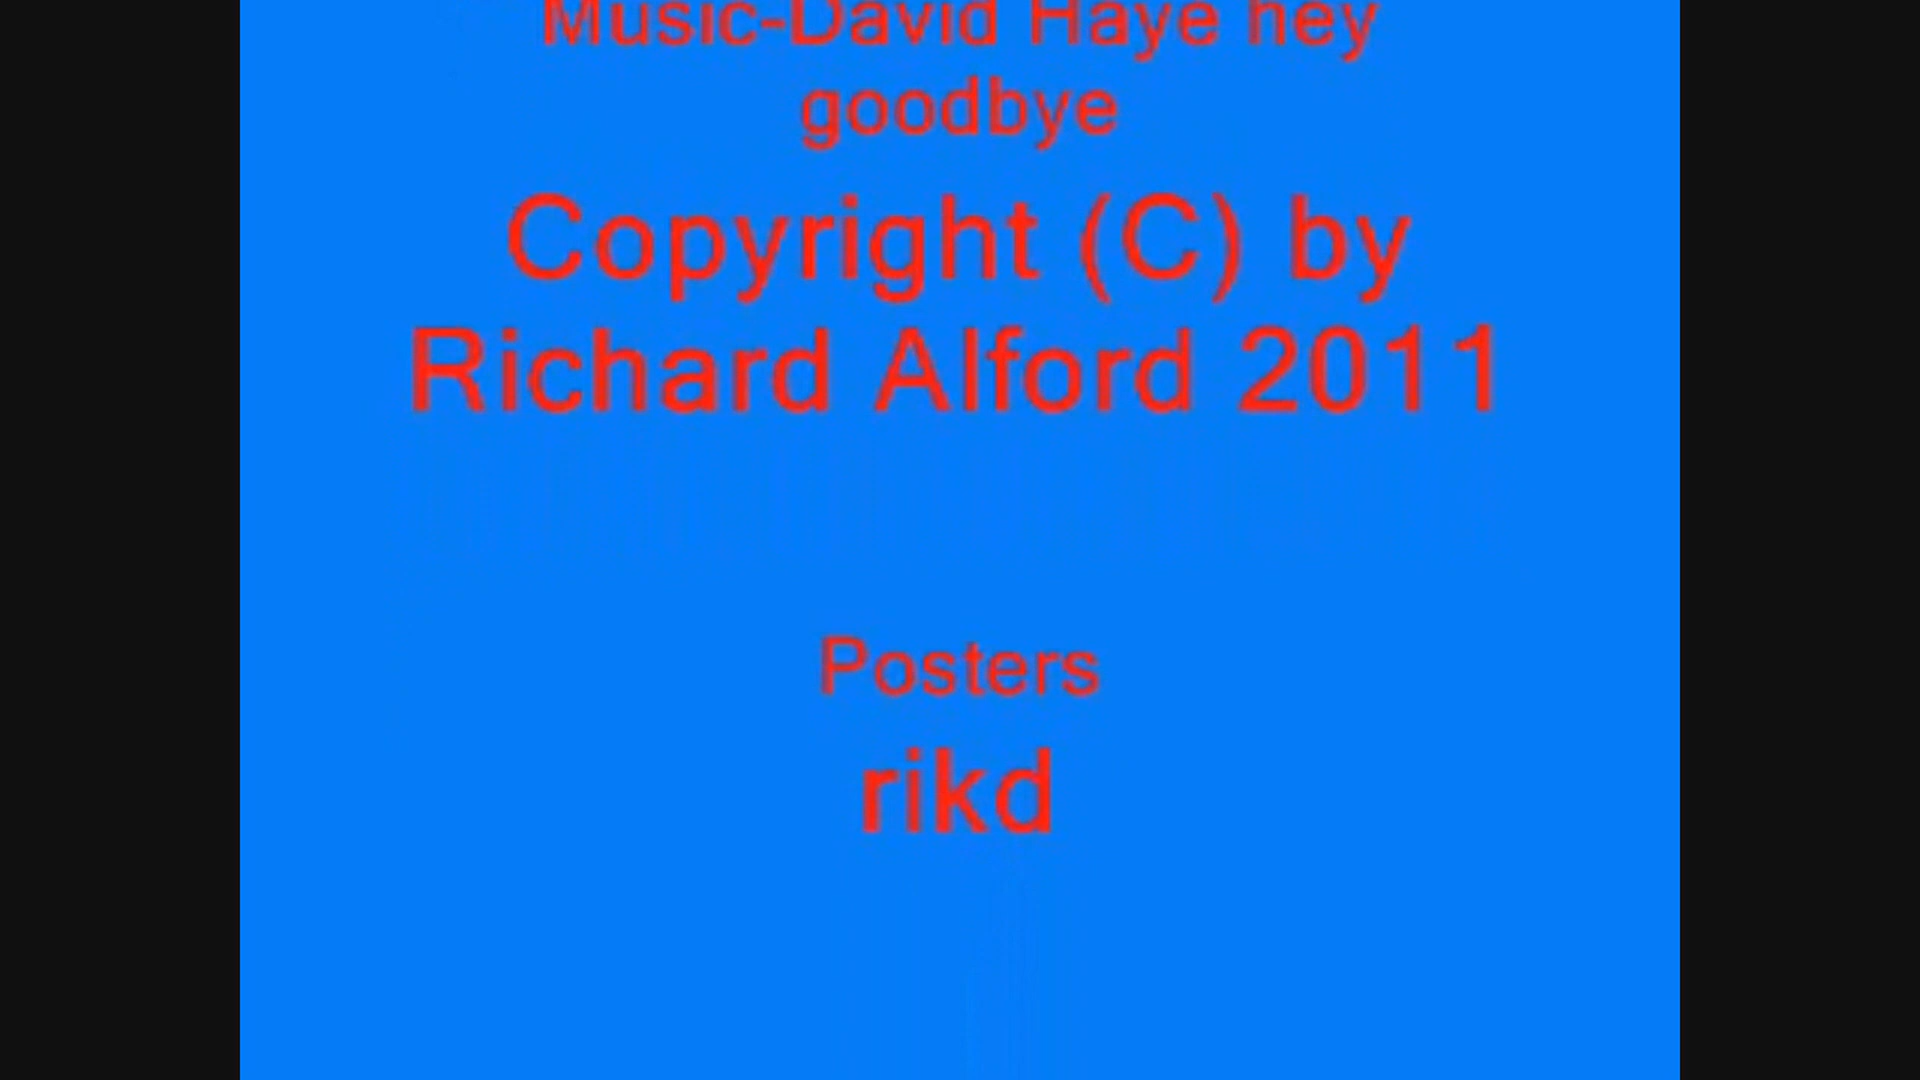 Music-David Haye hey
goodbye
Copyright (C) by
Richard Alford 2011
Posters
rikd